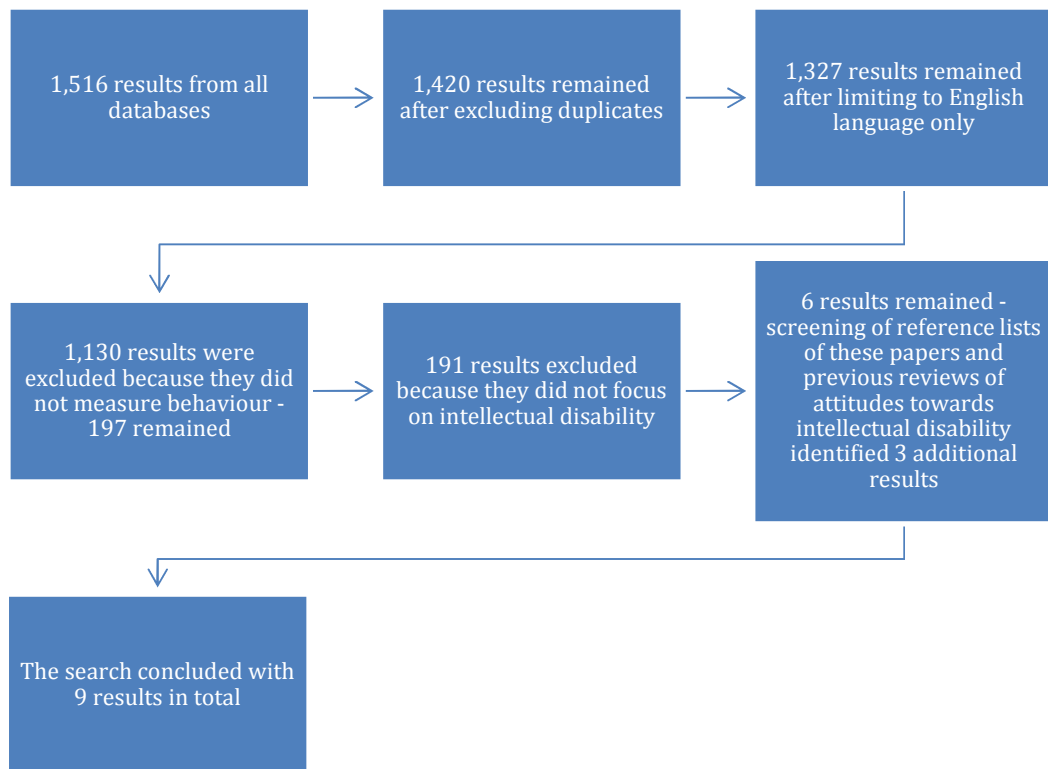 1,516 results from all
databases
1,420 results remained
after excluding duplicates
1,327 results remained
after limiting to English
language only
1,130 results were
excluded because they did
not measure behaviour -
197 remained
191 results excluded
because they did not focus
on intellectual disability
6 results remained -
screening of reference lists
of these papers and
previous reviews of
attitudes towards
intellectual disability
identified 3 additional
results
The search concluded with
9 results in total